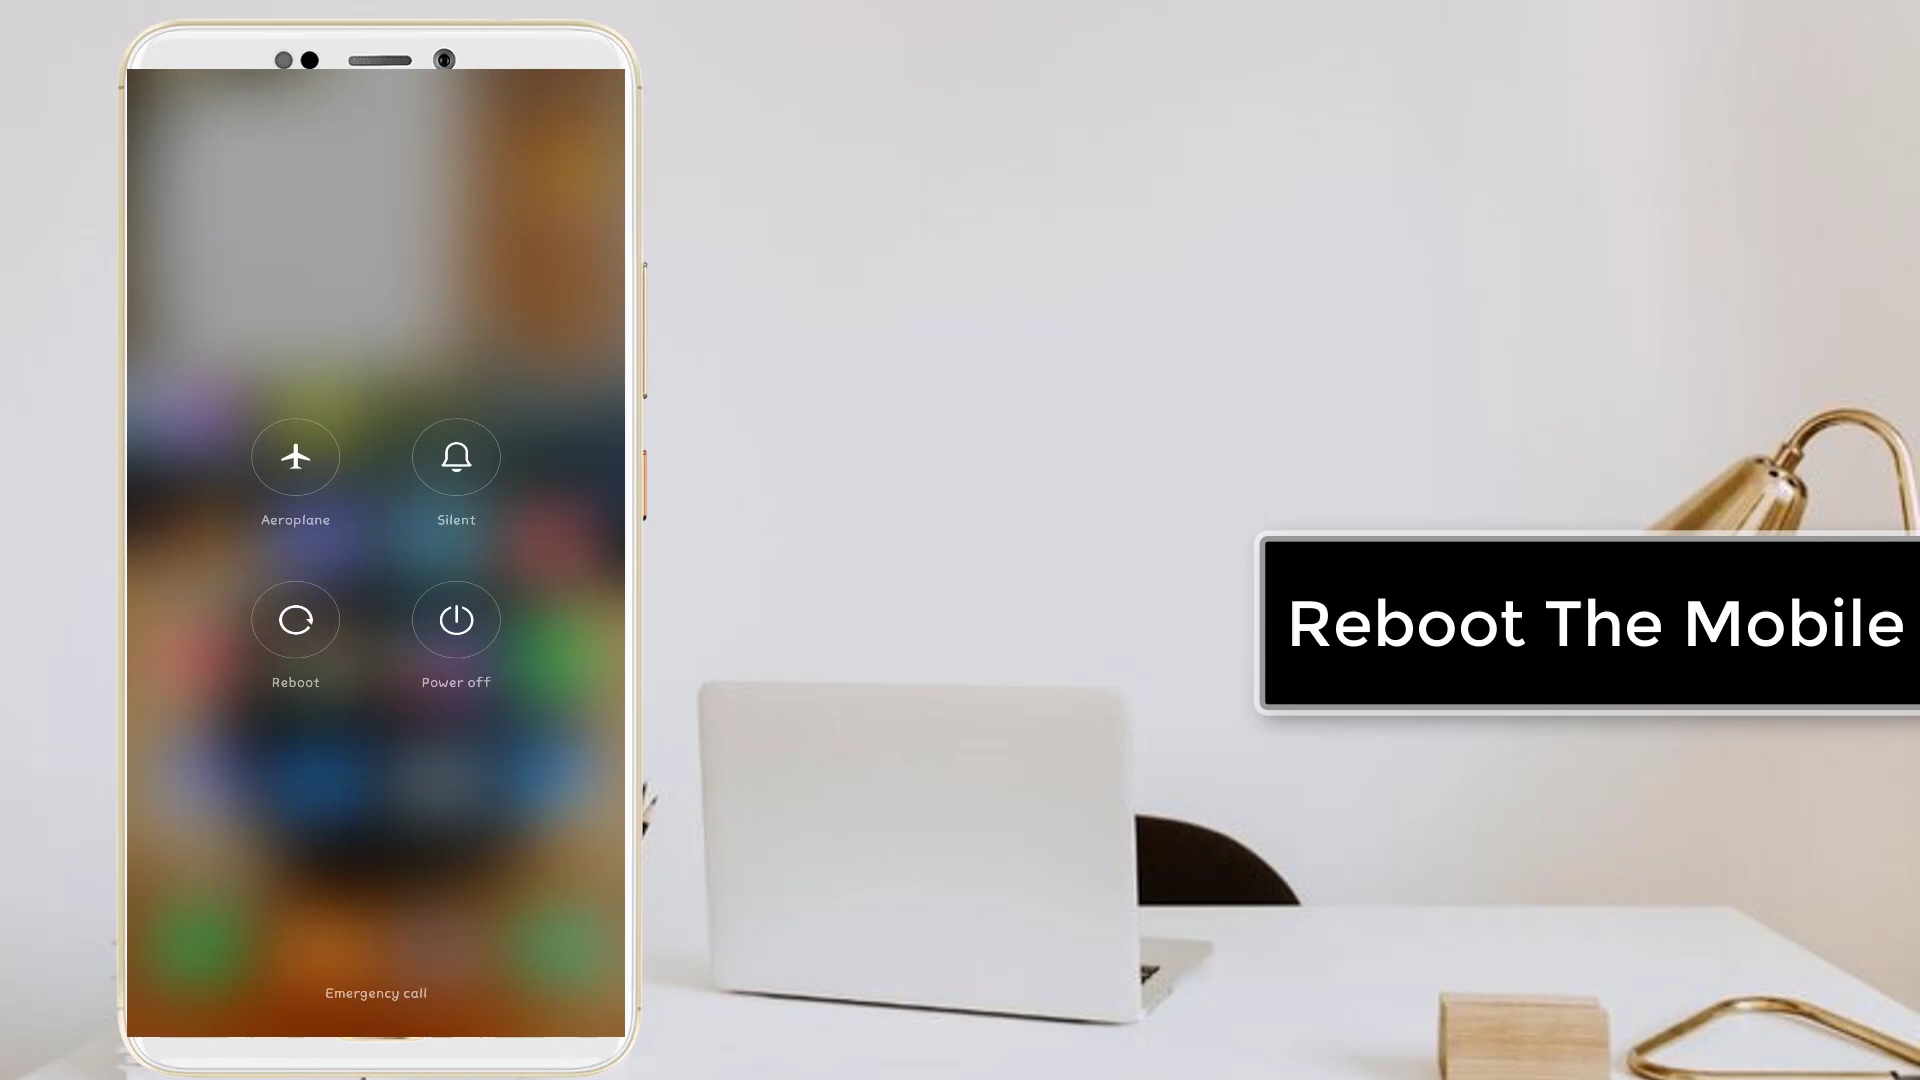 Aeroplane
Silent
Reboot
Power off
Emergency call
Reboot The Mobile